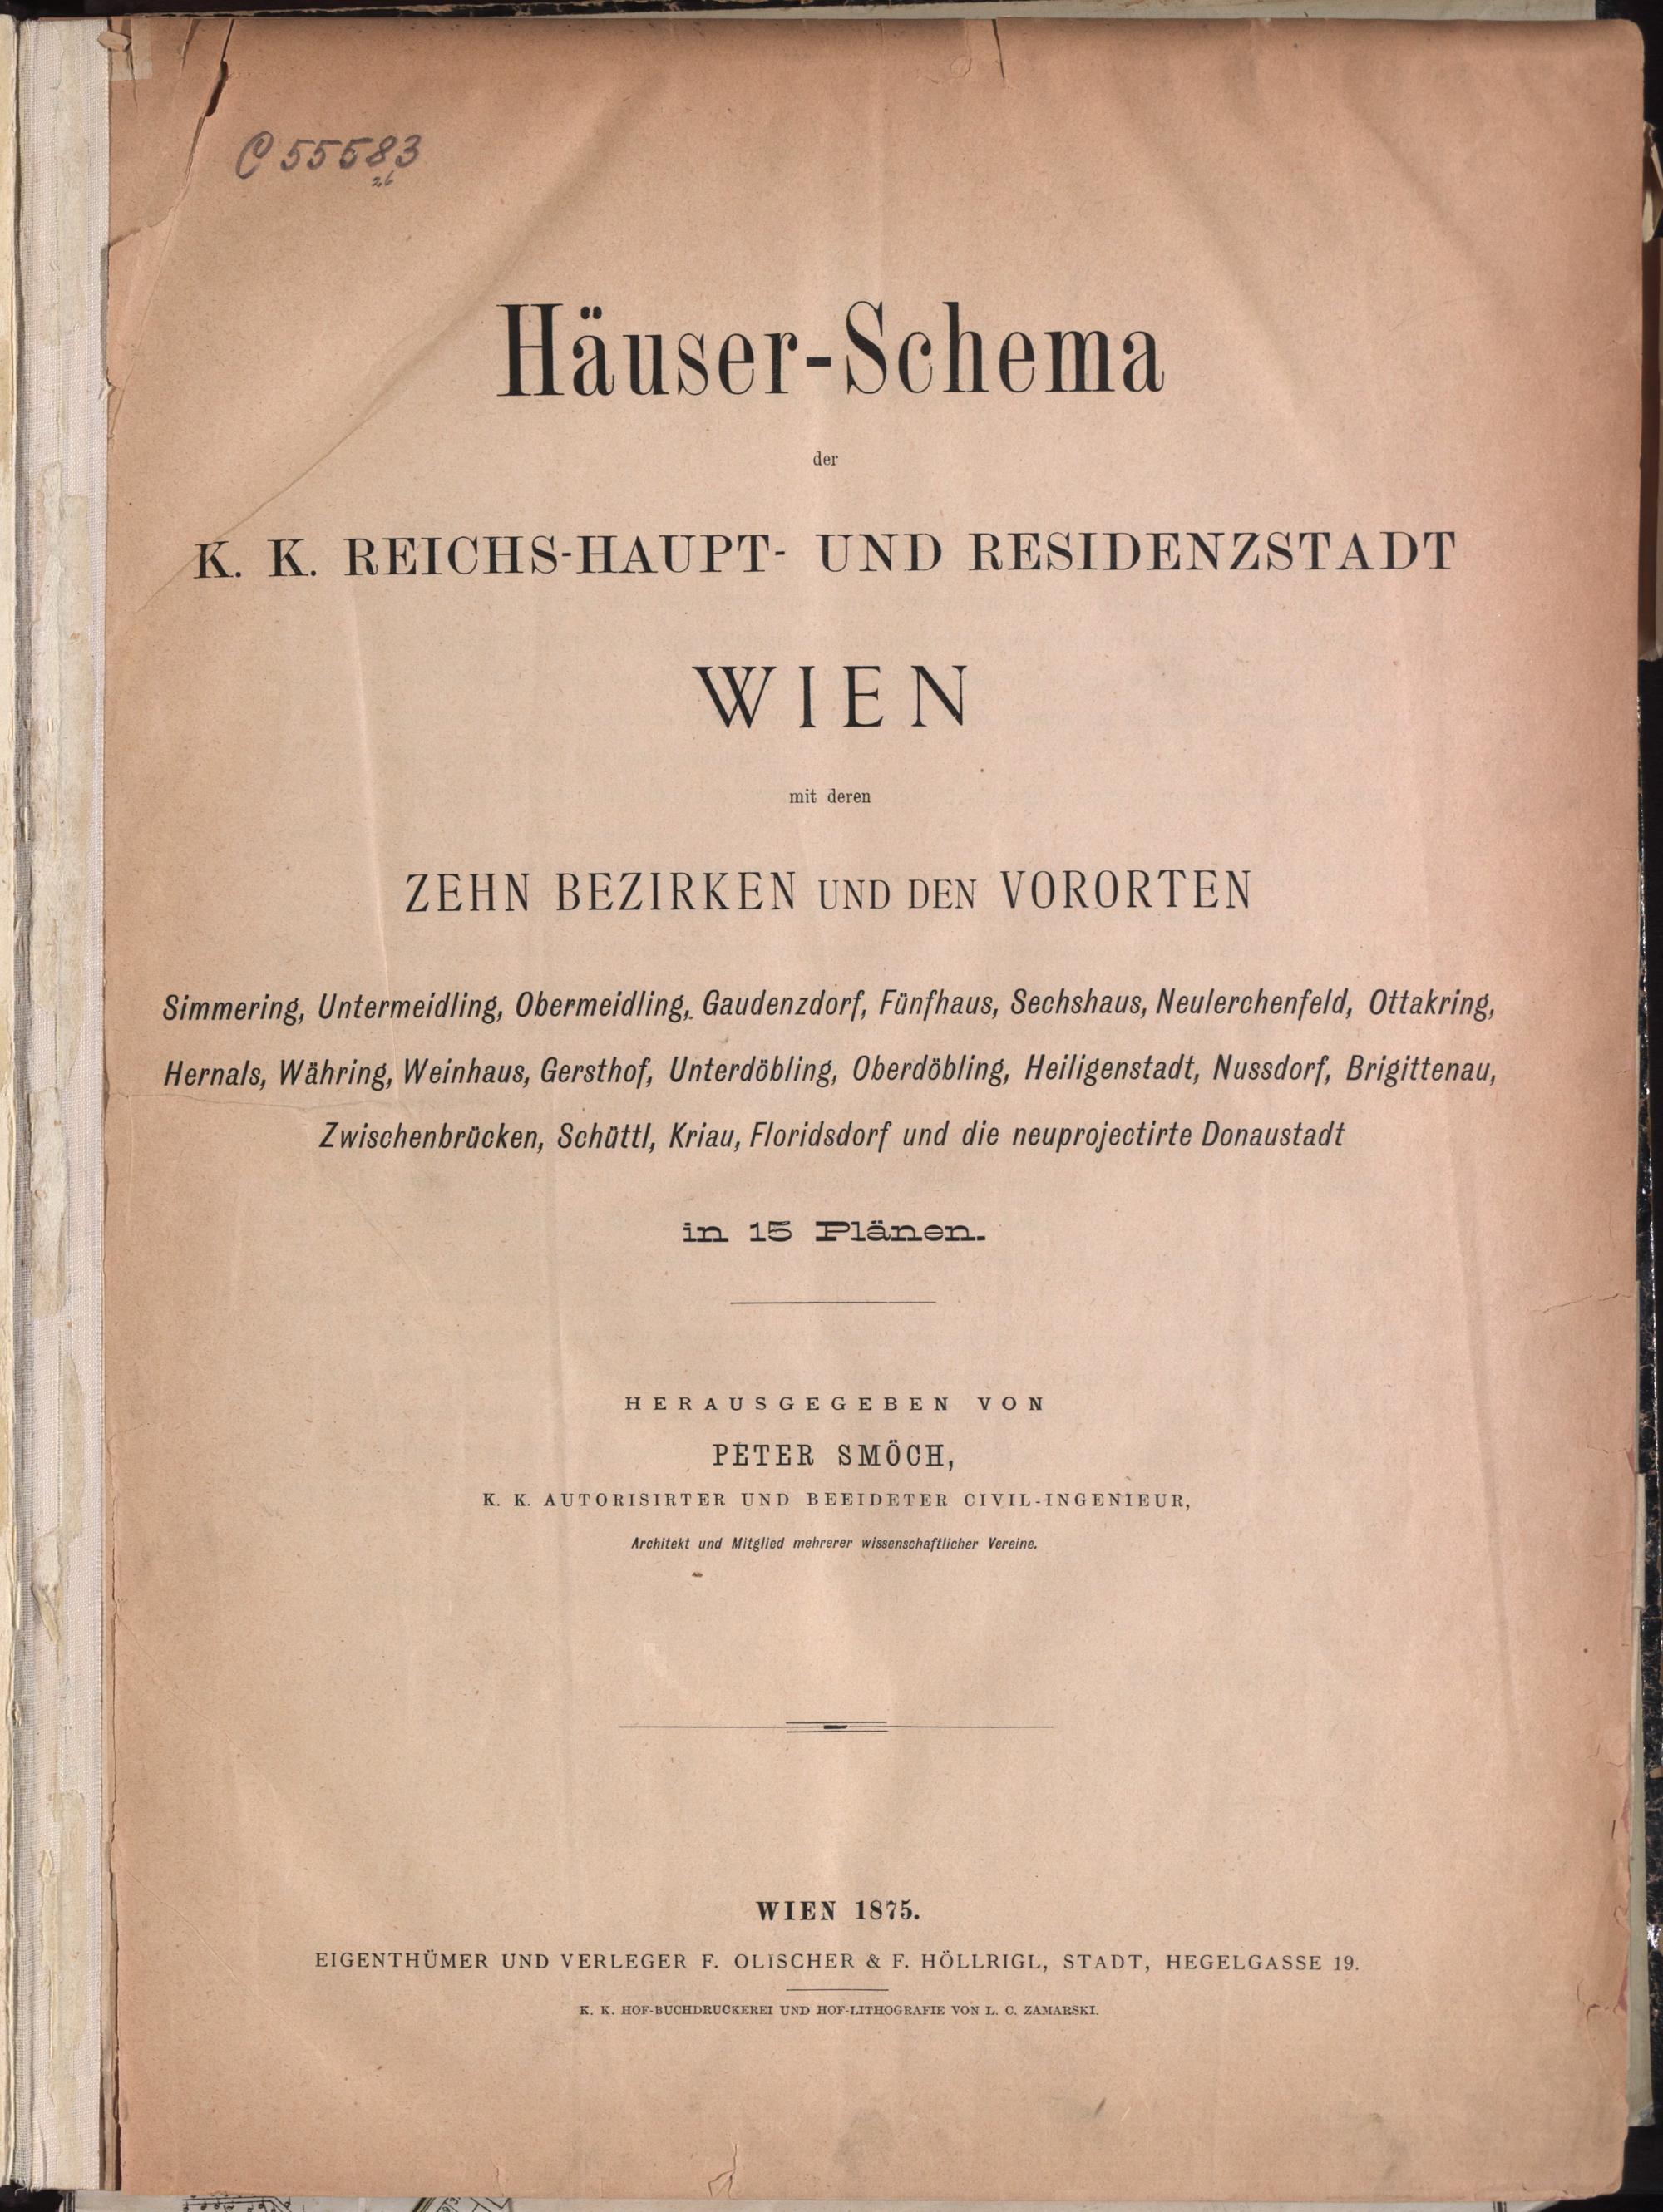 C 55583
26
Häuser-Schema
der
K. K. REICHS-HAUPT- UND RESIDENZSTADT
WIEN
mit deren
ZEHN BEZIRKEN UND DEN VORORTEN
Simmering, Untermeidling, Obermeidling, Gaudenzdorf, Fünfhaus, Sechshaus, Neulerchenfeld, Ottakring,
Hernals, Währing, Weinhaus, Gersthof, Unterdöbling, Oberdöbling, Heiligenstadt, Nussdorf, Brigittenau,
Zwischenbrücken, Schüttl, Kriau, Floridsdorf und die neuprojectirte Donaustadt
in 15 Plänen.
HERAUSGEGEBEN VON
PETER SMÖCH,
K. K. AUTORISIRTER UND BEEIDETER CIVIL-INGENIEUR,
Architekt und Mitglied mehrerer wissenschaftlicher Vereine.
WIEN 1875.
EIGENTHÜMER UND VERLEGER F. OLISCHER & F. HÖLLRIGL, STADT, HEGELGASSE 19.
K. K. HOF-BUCHDRUCKEREI UND HOF-LITHOGRAFIE VON L. C. ZAMARSKI.